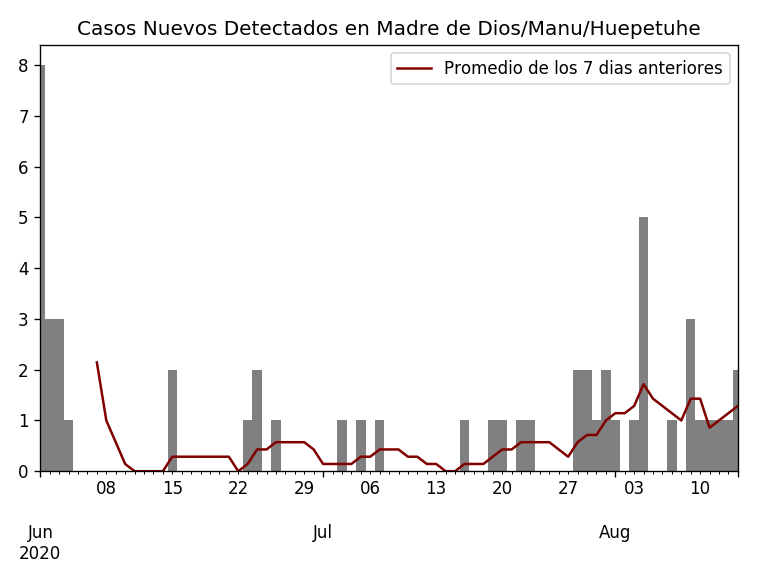 Casos Nuevos Detectados en Madre de Dios/Manu/Huepetuhe
Promedio de los 7 dias anteriores
8
7
6
5
4
3
2
1
0
08 15 22 29 06 13 20 27 03 10
Jun Jul Aug
2020